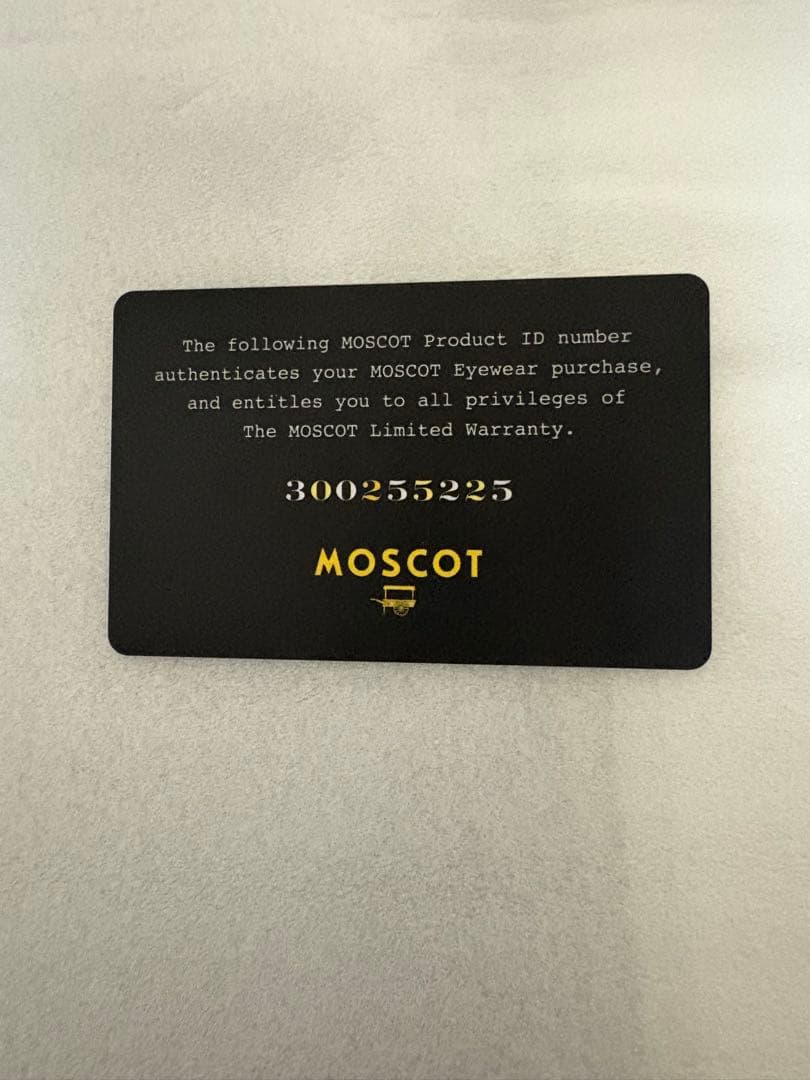 The following MOSCOT Product ID number
authenticates your MOSCOT Eyewear purchase,
and entitles you to all privileges of
The MOSCOT Limited Warranty.
300255225
MOSCOT